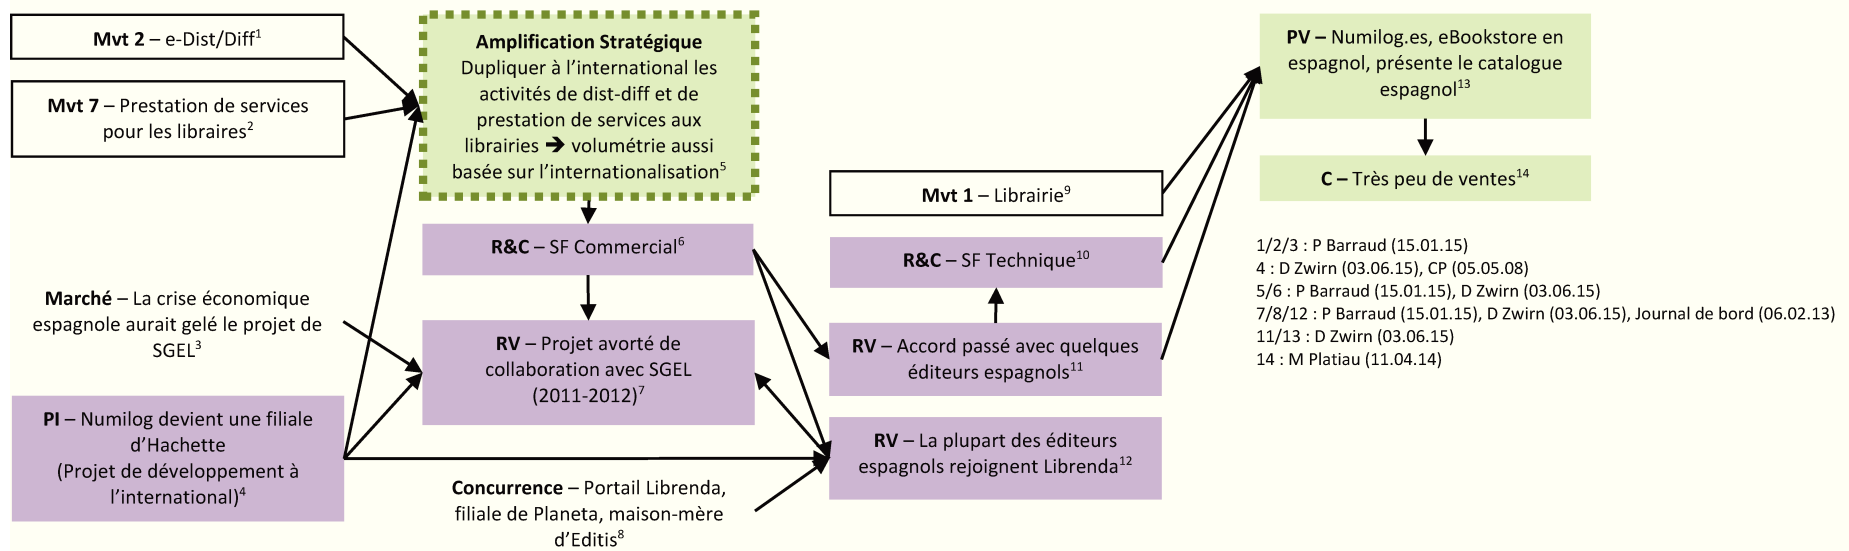 Mvt 2 – e-Dist/Diff1
Mvt 7 – Prestation de services
pour les libraires2
Marché – La crise économique
espagnole aurait gelé le projet de
SGEL3
PI – Numilog devient une filiale
d’Hachette
(Projet de développement à
l’international)4
Amplification Stratégique
Dupliquer à l’international les
activités de dist-diff et de
prestation de services aux
librairies ➔ volumétrie aussi
basée sur l’internationalisation5
R&C – SF Commercial6
RV – Projet avorté de
collaboration avec SGEL
(2011-2012)7
Concurrence – Portail Librenda,
filiale de Planeta, maison-mère
d’Editis8
Mvt 1 – Librairie9
R&C – SF Technique10
RV – Accord passé avec quelques
éditeurs espagnols11
RV – La plupart des éditeurs
espagnols rejoignent Librenda12
PV – Numilog.es, eBookstore en
espagnol, présente le catalogue
espagnol13
C – Très peu de ventes14
1/2/3 : P Barraud (15.01.15)
4 : D Zwirn (03.06.15), CP (05.05.08)
5/6 : P Barraud (15.01.15), D Zwirn (03.06.15)
7/8/12 : P Barraud (15.01.15), D Zwirn (03.06.15), Journal de bord (06.02.13)
11/13 : D Zwirn (03.06.15)
14 : M Platiau (11.04.14)